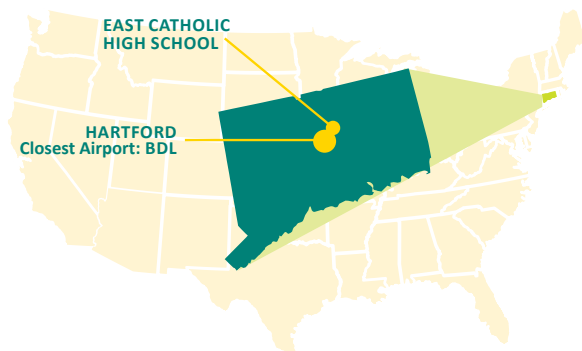 EAST CATHOLIC
HIGH SCHOOL
HARTFORD
Closest Airport: BDL